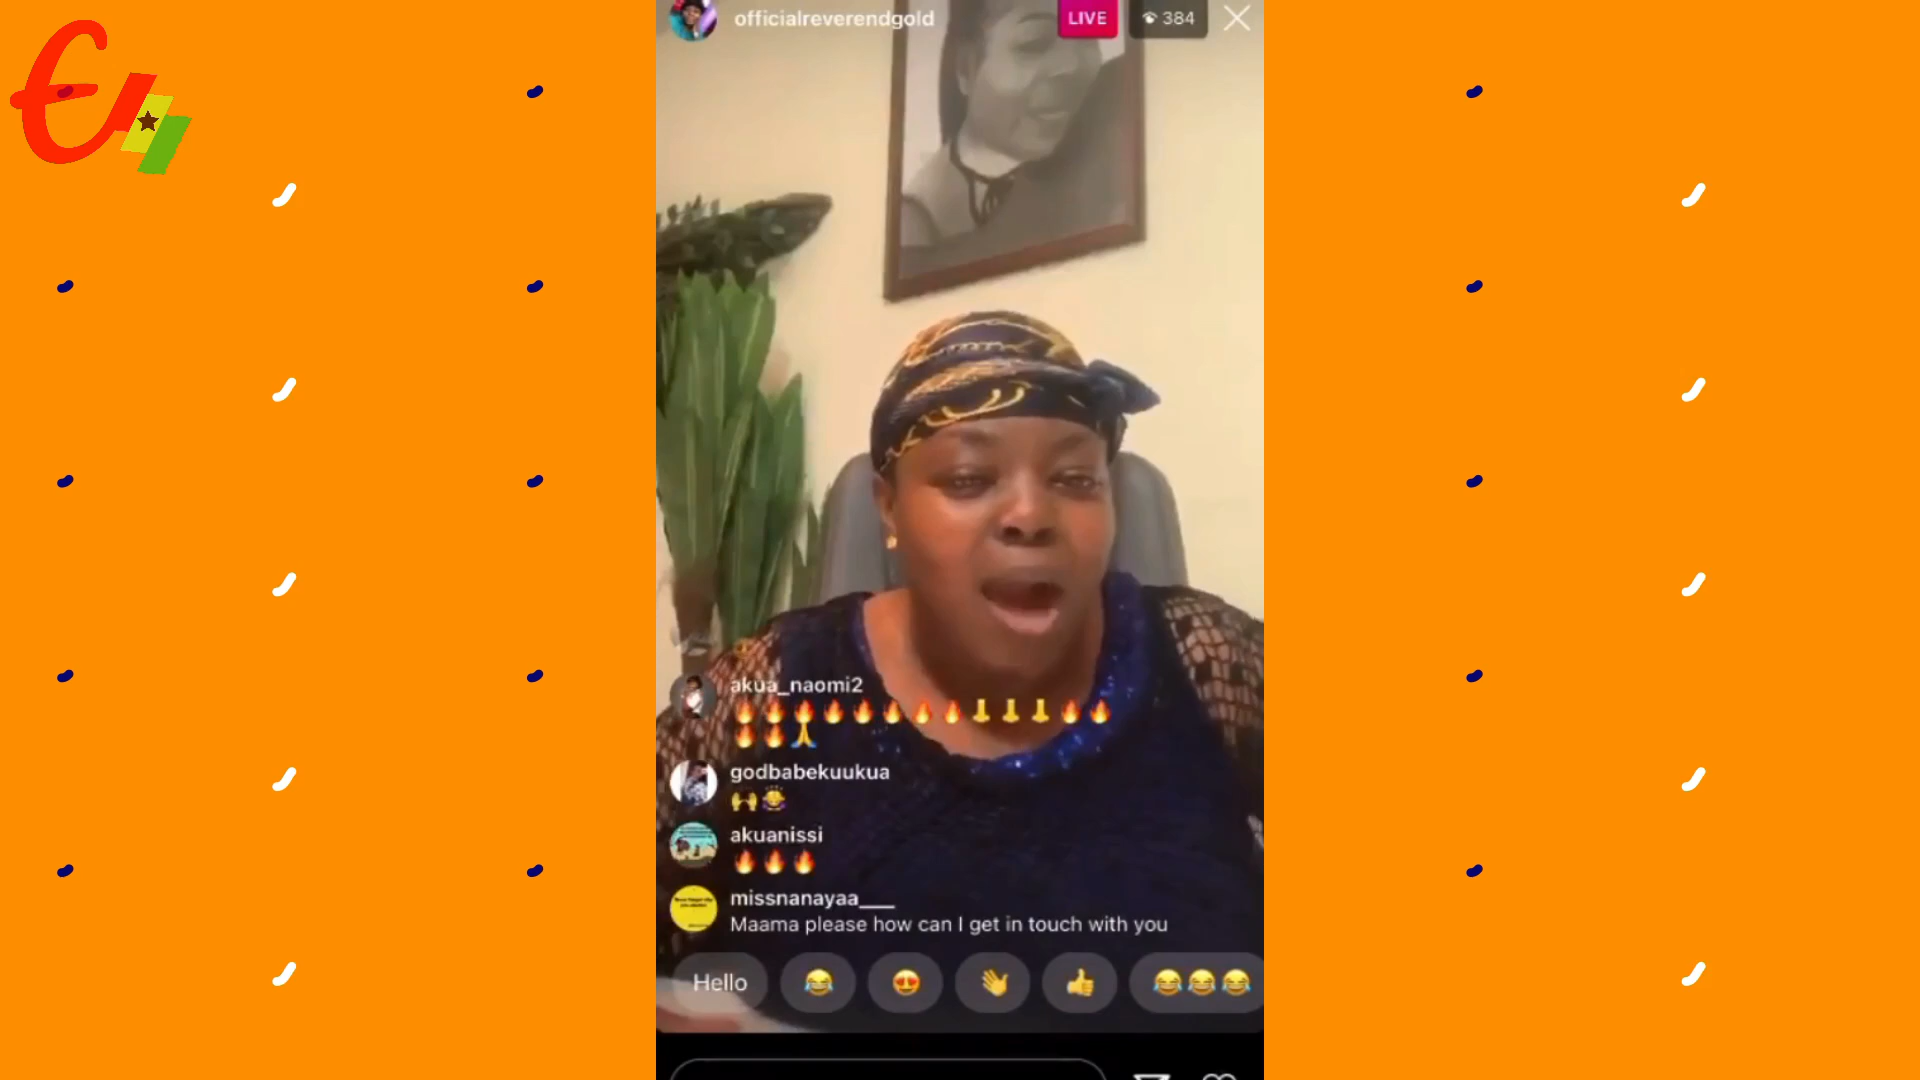 officialreverendgold
LIVE
384
akua_naomi2
godbabekuukua
akuanissi
missnanayaa___
Maama please how can I get in touch with you
Hello